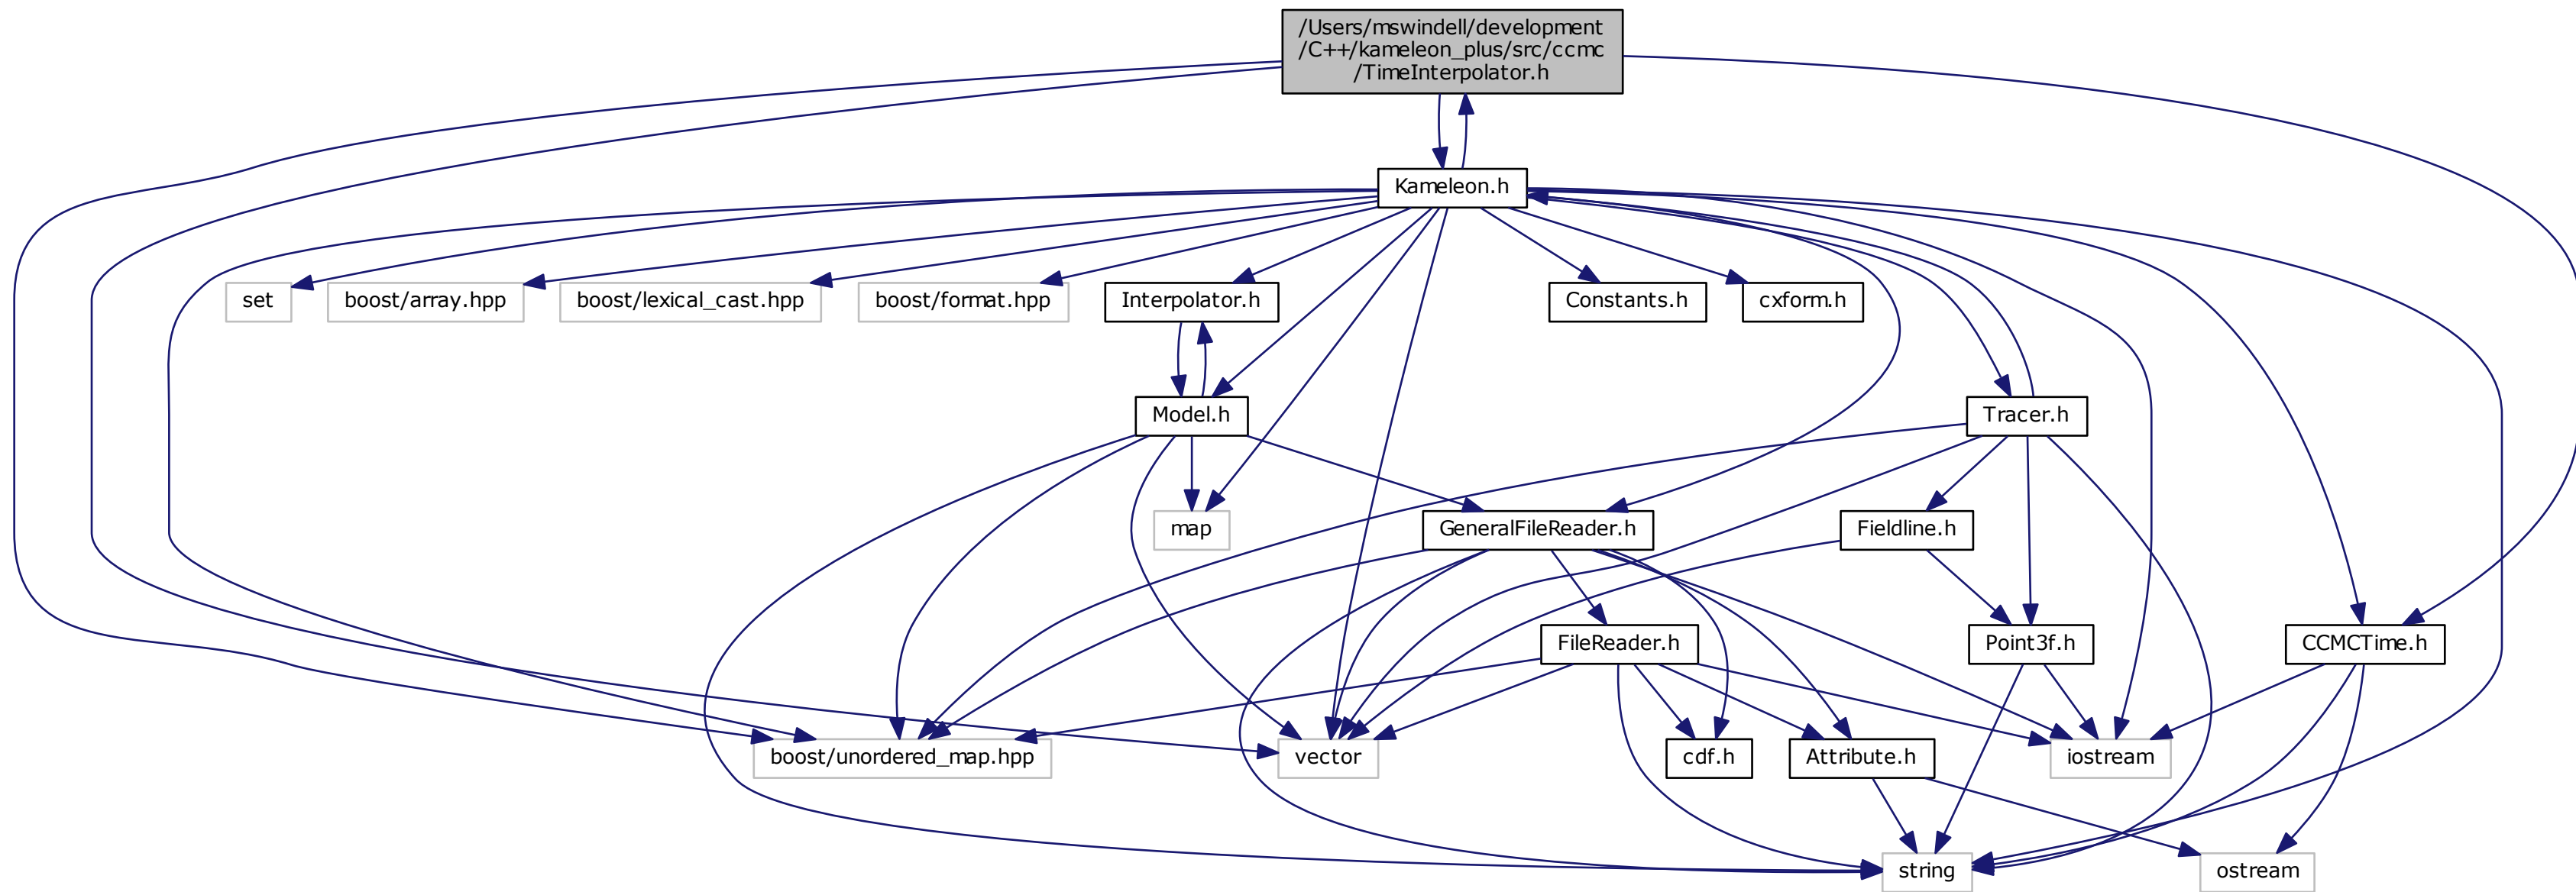 /Users/mswindell/development
/C++/kameleon_plus/src/ccmc
/TimeInterpolator.h
Kameleon.h
set
boost/array.hpp
boost/lexical_cast.hpp
boost/format.hpp
Interpolator.h
Constants.h
cxform.h
Model.h
Tracer.h
map
GeneralFileReader.h
Fieldline.h
FileReader.h
Point3f.h
CCMCTime.h
boost/unordered_map.hpp
vector
cdf.h
Attribute.h
iostream
string
ostream